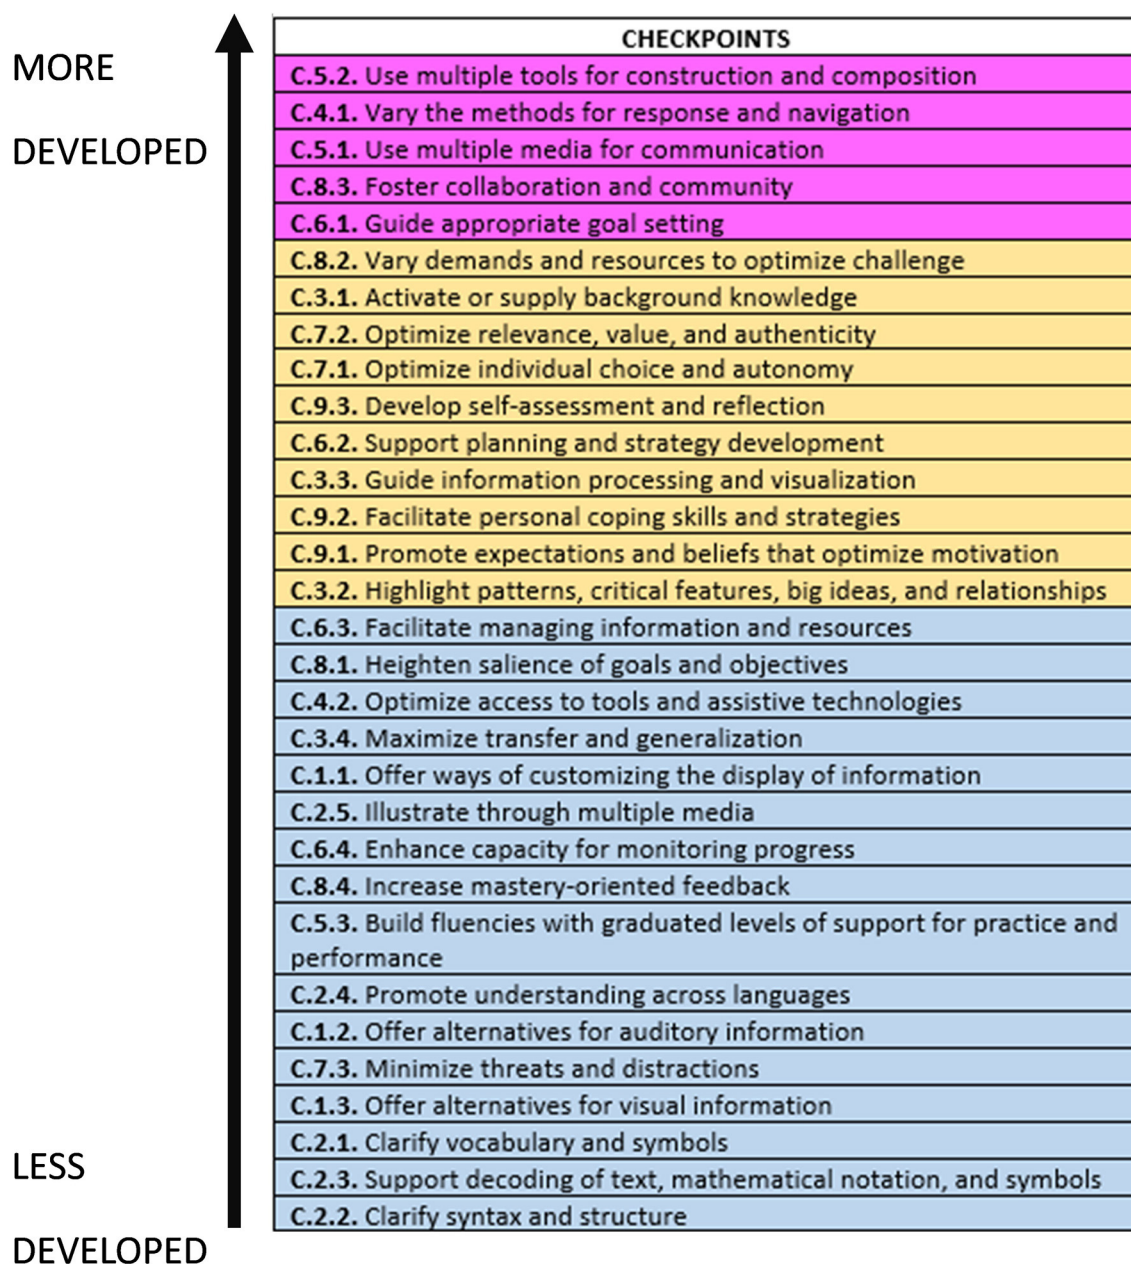 MORE
DEVELOPED
CHECKPOINTS
C.5.2. Use multiple tools for construction and composition
C.4.1. Vary the methods for response and navigation
C.5.1. Use multiple media for communication
C.8.3. Foster collaboration and community
C.6.1. Guide appropriate goal setting
C.8.2. Vary demands and resources to optimize challenge
C.3.1. Activate or supply background knowledge
C.7.2. Optimize relevance, value, and authenticity
C.7.1. Optimize individual choice and autonomy
C.9.3. Develop self-assessment and reflection
C.6.2. Support planning and strategy development
C.3.3. Guide information processing and visualization
C.9.2. Facilitate personal coping skills and strategies
C.9.1. Promote expectations and beliefs that optimize motivation
C.3.2. Highlight patterns, critical features, big ideas, and relationships
C.6.3. Facilitate managing information and resources
C.8.1. Heighten salience of goals and objectives
C.4.2. Optimize access to tools and assistive technologies
C.3.4. Maximize transfer and generalization
C.1.1. Offer ways of customizing the display of information
C.2.5. Illustrate through multiple media
C.6.4. Enhance capacity for monitoring progress
C.8.4. Increase mastery-oriented feedback
C.5.3. Build fluencies with graduated levels of support for practice and
performance
C.2.4. Promote understanding across languages
C.1.2. Offer alternatives for auditory information
C.7.3. Minimize threats and distractions
C.1.3. Offer alternatives for visual information
C.2.1. Clarify vocabulary and symbols
C.2.3. Support decoding of text, mathematical notation, and symbols
C.2.2. Clarify syntax and structure
LESS
DEVELOPED